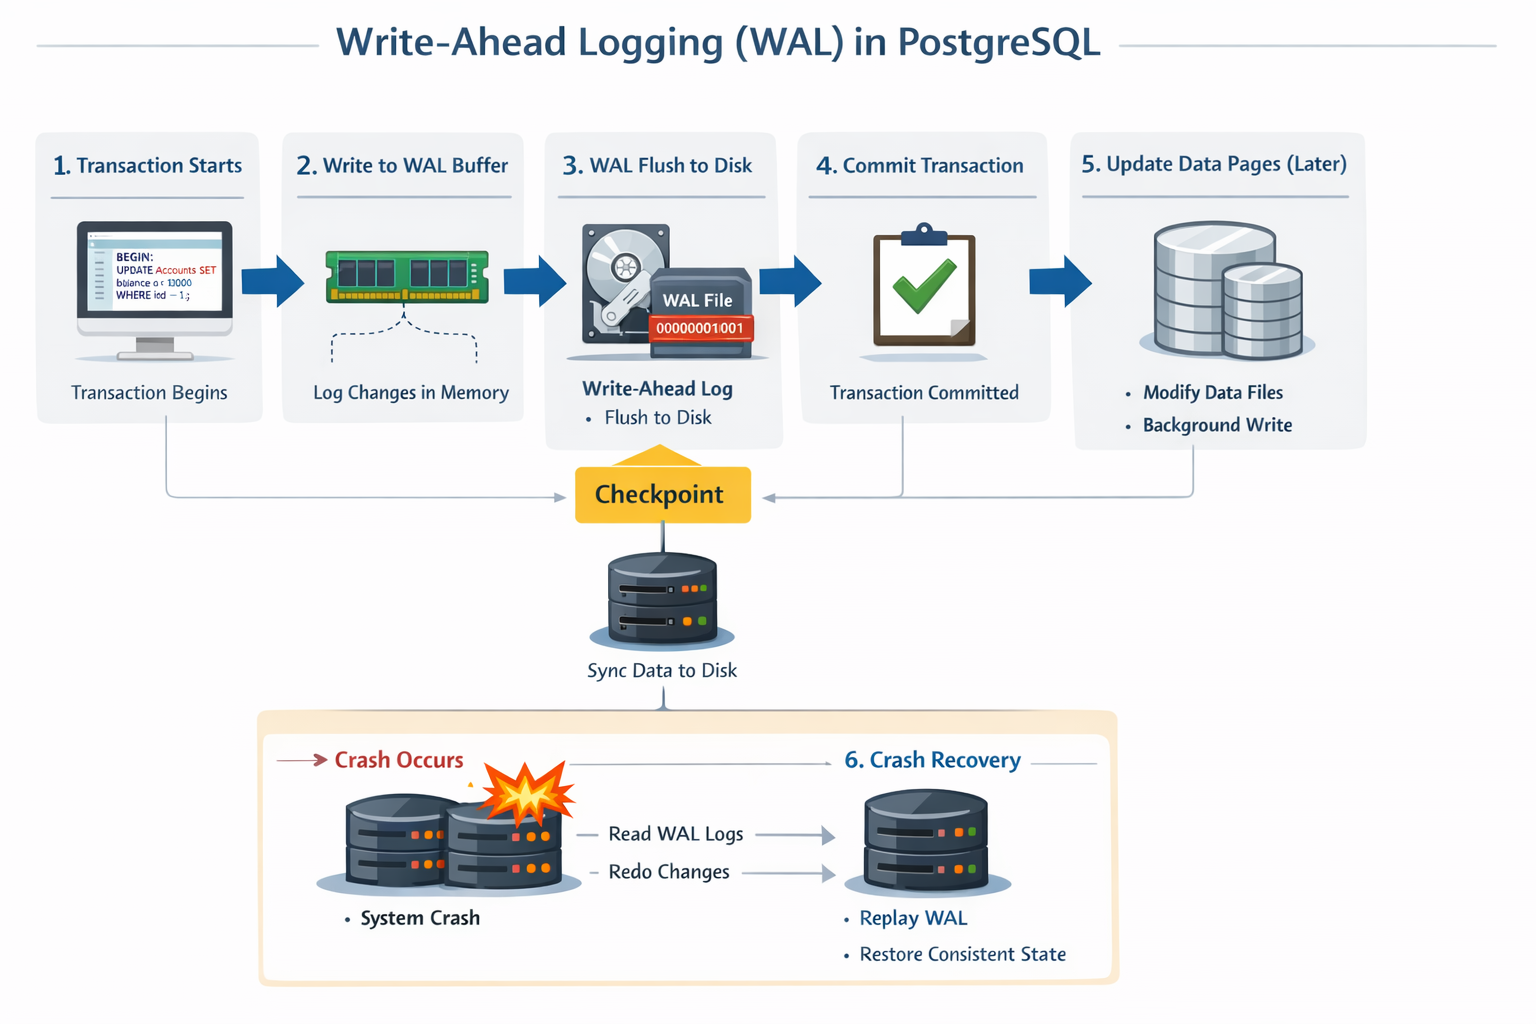 Write-Ahead Logging (WAL) in PostgreSQL
1. Transaction Starts
BEGIN:
UPDATE Accounts SET
10000
WHERE
Transaction Begins
2. Write to WAL Buffer
Log Changes in Memory
3. WAL Flush to Disk
WAL File
00000001001
Write-Ahead Log
• Flush to Disk
4. Commit Transaction
Transaction Committed
5. Update Data Pages (Later)
• Modify Data Files
• Background Write
Checkpoint
Sync Data to Disk
Crash Occurs
• System Crash
Read WAL Logs
Redo Changes
6. Crash Recovery
• Replay WAL
• Restore Consistent State